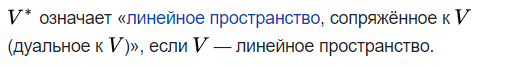 V* означает «линейное пространство, сопряжённое к V
(дуальное к V)», если V — линейное пространство.